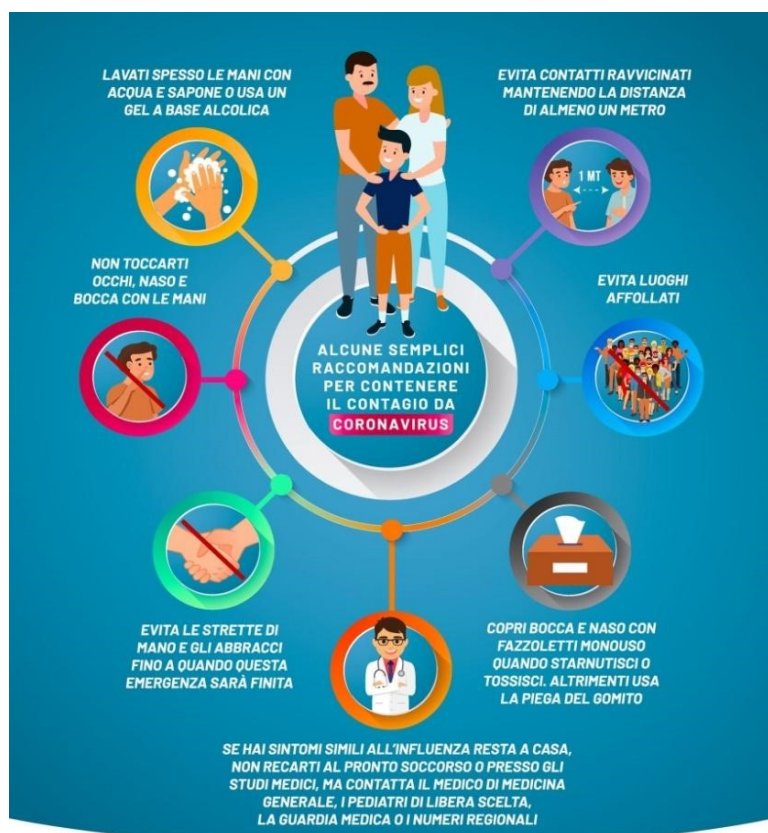 LAVATI SPESSO LE MANI CON
ACQUA E SAPONE O USA UN
GEL A BASE ALCOLICA
EVITA CONTATTI RAVVICINATI
MANTENENDO LA DISTANZA
DI ALMENO UN METRO
1 MT
NON TOCCARTI
OCCHI, NASO E
BOCCA CON LE MANI
EVITA LUOGHI
AFFOLLATI
ALCUNE SEMPLICI
RACCOMANDAZIONI
PER CONTENERE
IL CONTAGIO DA
CORONAVIRUS
EVITA LE STRETTE DI
MANO E GLI ABBRACCI
FINO A QUANDO QUESTA
EMERGENZA SARÀ FINITA
COPRI BOCCA E NASO CON
FAZZOLETTI MONOUSO
QUANDO STARNUTISCI O
TOSSISCI. ALTRIMENTI USA
LA PIEGA DEL GOMITO
SE HAI SINTOMI SIMILI ALL'INFLUENZA RESTA A CASA,
NON RECARTI AL PRONTO SOCCORSO O PRESSO GLI
STUDI MEDICI, MA CONTATTA IL MEDICO DI MEDICINA
GENERALE, I PEDIATRI DI LIBERA SCELTA,
LA GUARDIA MEDICA O I NUMERI REGIONALI